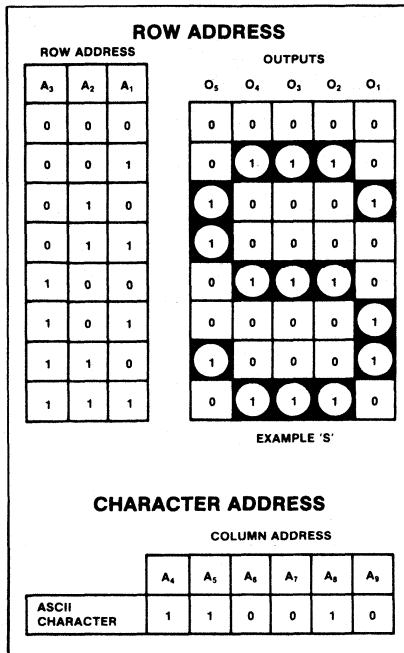 ROW ADDRESS
ROW ADDRESS OUTPUTS
A₃ A₂ A₁ O₅ O₄ O₃ O₂ O₁
0 0 0 0 0 0 0 0
0 0 1 0 1 1 1 0
0 1 0 1 0 0 0 1
0 1 1 1 0 0 0 0
1 0 0 0 1 1 1 0
1 0 1 0 0 0 0 1
1 1 0 1 0 0 0 1
1 1 1 0 1 1 1 0
EXAMPLE 'S'
CHARACTER ADDRESS
COLUMN ADDRESS
A₄ A₅ A₆ A₇ A₈ A₉
ASCII
CHARACTER 1 1 0 0 1 0